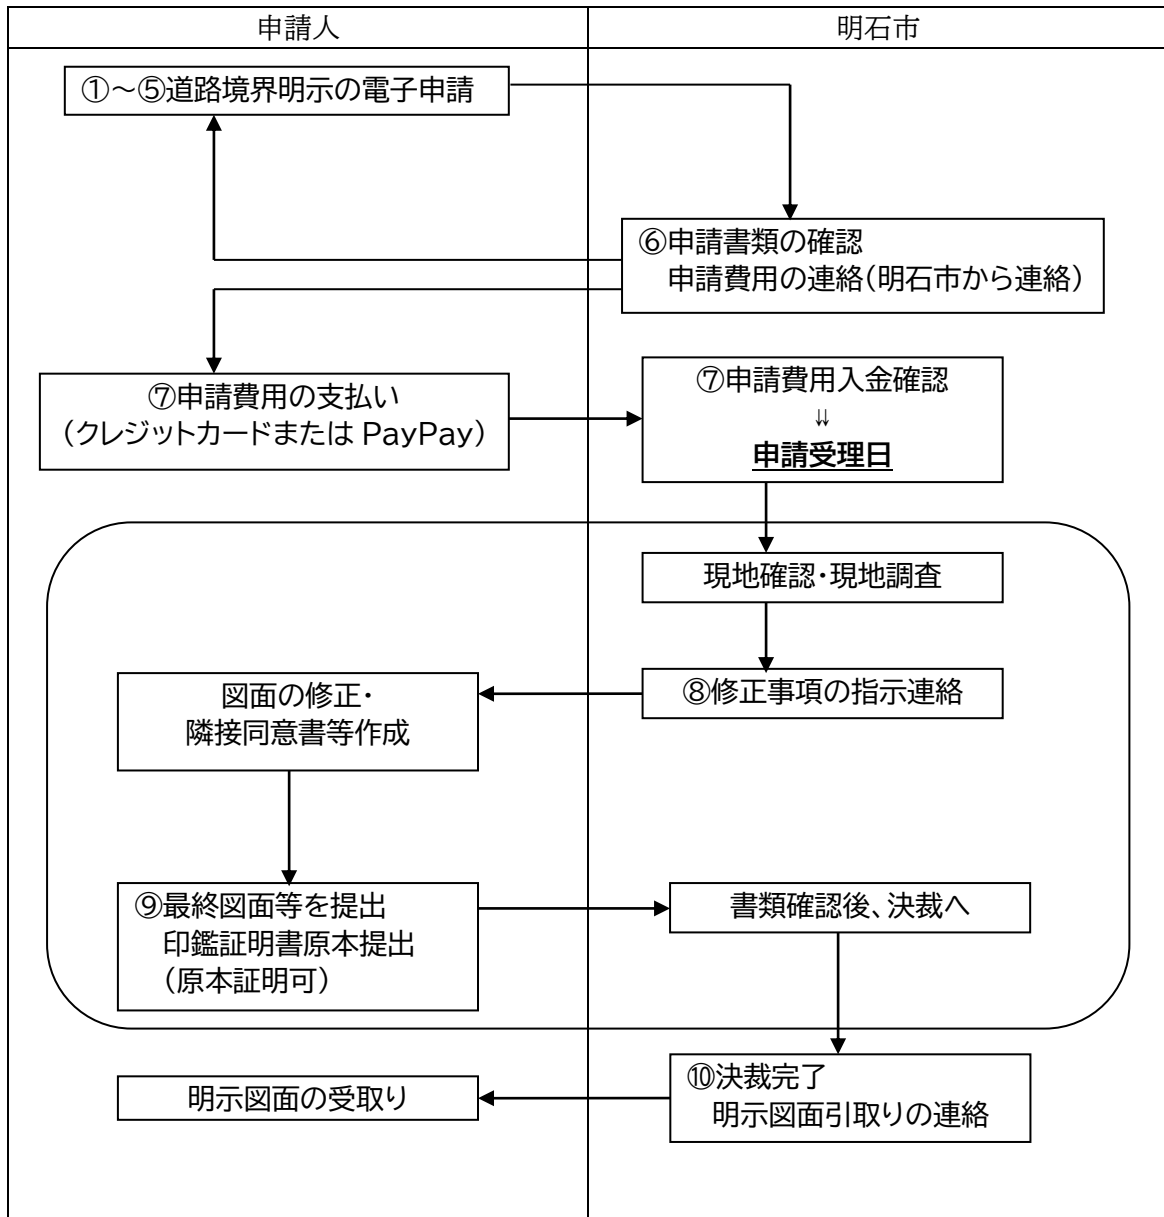 申請人
明石市
①～⑤道路境界明示の電子申請
⑥申請書類の確認
申請費用の連絡（明石市から連絡）
⑦申請費用の支払い
（クレジットカードまたは PayPay）
⑦申請費用入金確認
⇊
申請受理日
現地確認・現地調査
⑧修正事項の指示連絡
図面の修正・
隣接同意書等作成
⑨最終図面等を提出
印鑑証明書原本提出
（原本証明可）
書類確認後、決裁へ
⑩決裁完了
明示図面引取りの連絡
明示図面の受取り